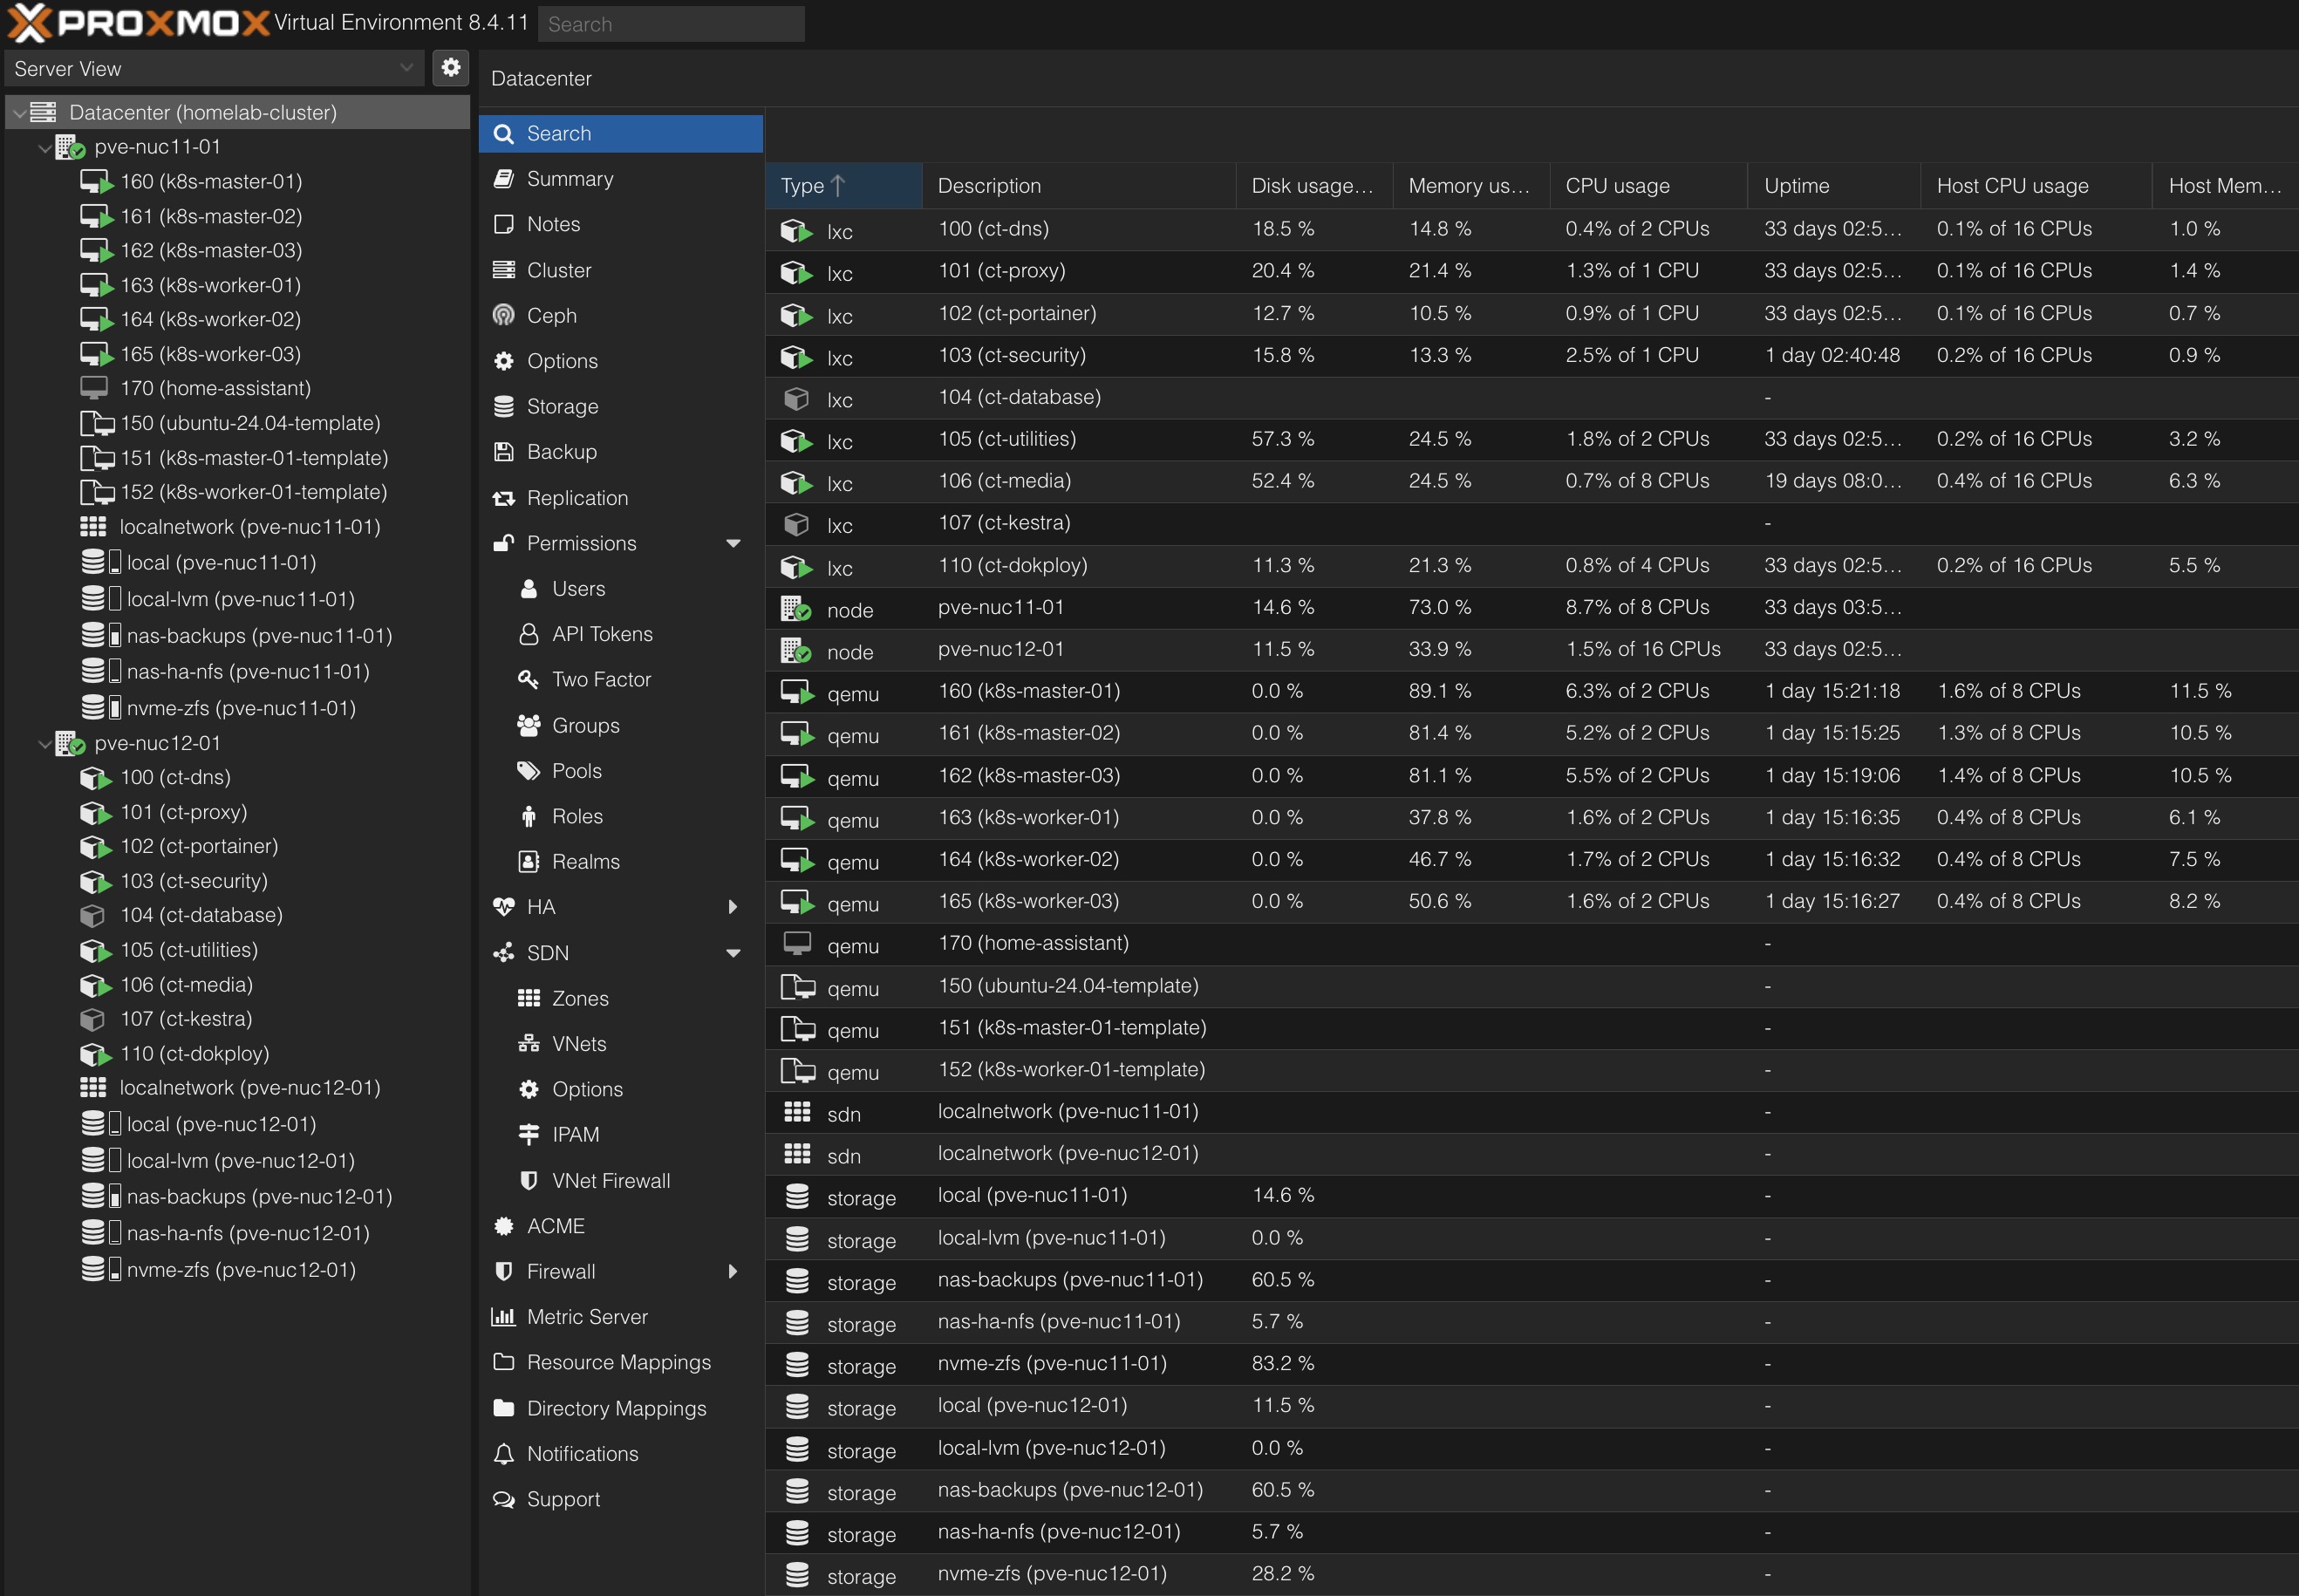 PROXMOX Virtual Environment 8.4.11 Search
Server View
Datacenter (homelab-cluster)
pve-nuc11-01
160 (k8s-master-01)
161 (k8s-master-02)
162 (k8s-master-03)
163 (k8s-worker-01)
164 (k8s-worker-02)
165 (k8s-worker-03)
170 (home-assistant)
150 (ubuntu-24.04-template)
151 (k8s-master-01-template)
152 (k8s-worker-01-template)
localnetwork (pve-nuc11-01)
local (pve-nuc11-01)
local-lvm (pve-nuc11-01)
nas-backups (pve-nuc11-01)
nas-ha-nfs (pve-nuc11-01)
nvme-zfs (pve-nuc11-01)
pve-nuc12-01
100 (ct-dns)
101 (ct-proxy)
102 (ct-portainer)
103 (ct-security)
104 (ct-database)
105 (ct-utilities)
106 (ct-media)
107 (ct-kestra)
110 (ct-dokploy)
localnetwork (pve-nuc12-01)
local (pve-nuc12-01)
local-lvm (pve-nuc12-01)
nas-backups (pve-nuc12-01)
nas-ha-nfs (pve-nuc12-01)
nvme-zfs (pve-nuc12-01)
Datacenter
Search
Summary
Notes
Cluster
Ceph
Options
Storage
Backup
Replication
Permissions
Users
API Tokens
Two Factor
Groups
Pools
Roles
Realms
HA
SDN
Zones
VNets
Options
IPAM
VNet Firewall
ACME
Firewall
Metric Server
Resource Mappings
Directory Mappings
Notifications
Support
Type ↑ Description Disk usage... Memory us... CPU usage Uptime Host CPU usage Host Mem...
lxc 100 (ct-dns) 18.5 % 14.8 % 0.4% of 2 CPUs 33 days 02:5... 0.1% of 16 CPUs 1.0 %
lxc 101 (ct-proxy) 20.4 % 21.4 % 1.3% of 1 CPU 33 days 02:5... 0.1% of 16 CPUs 1.4 %
lxc 102 (ct-portainer) 12.7 % 10.5 % 0.9% of 1 CPU 33 days 02:5... 0.1% of 16 CPUs 0.7 %
lxc 103 (ct-security) 15.8 % 13.3 % 2.5% of 1 CPU 1 day 02:40:48 0.2% of 16 CPUs 0.9 %
lxc 104 (ct-database) -
lxc 105 (ct-utilities) 57.3 % 24.5 % 1.8% of 2 CPUs 33 days 02:5... 0.2% of 16 CPUs 3.2 %
lxc 106 (ct-media) 52.4 % 24.5 % 0.7% of 8 CPUs 19 days 08:0... 0.4% of 16 CPUs 6.3 %
lxc 107 (ct-kestra) -
lxc 110 (ct-dokploy) 11.3 % 21.3 % 0.8% of 4 CPUs 33 days 02:5... 0.2% of 16 CPUs 5.5 %
node pve-nuc11-01 14.6 % 73.0 % 8.7% of 8 CPUs 33 days 03:5...
node pve-nuc12-01 11.5 % 33.9 % 1.5% of 16 CPUs 33 days 02:5...
qemu 160 (k8s-master-01) 0.0 % 89.1 % 6.3% of 2 CPUs 1 day 15:21:18 1.6% of 8 CPUs 11.5 %
qemu 161 (k8s-master-02) 0.0 % 81.4 % 5.2% of 2 CPUs 1 day 15:15:25 1.3% of 8 CPUs 10.5 %
qemu 162 (k8s-master-03) 0.0 % 81.1 % 5.5% of 2 CPUs 1 day 15:19:06 1.4% of 8 CPUs 10.5 %
qemu 163 (k8s-worker-01) 0.0 % 37.8 % 1.6% of 2 CPUs 1 day 15:16:35 0.4% of 8 CPUs 6.1 %
qemu 164 (k8s-worker-02) 0.0 % 46.7 % 1.7% of 2 CPUs 1 day 15:16:32 0.4% of 8 CPUs 7.5 %
qemu 165 (k8s-worker-03) 0.0 % 50.6 % 1.6% of 2 CPUs 1 day 15:16:27 0.4% of 8 CPUs 8.2 %
qemu 170 (home-assistant) -
qemu 150 (ubuntu-24.04-template) -
qemu 151 (k8s-master-01-template) -
qemu 152 (k8s-worker-01-template) -
sdn localnetwork (pve-nuc11-01) -
sdn localnetwork (pve-nuc12-01) -
storage local (pve-nuc11-01) 14.6 % -
storage local-lvm (pve-nuc11-01) 0.0 % -
storage nas-backups (pve-nuc11-01) 60.5 % -
storage nas-ha-nfs (pve-nuc11-01) 5.7 % -
storage nvme-zfs (pve-nuc11-01) 83.2 % -
storage local (pve-nuc12-01) 11.5 % -
storage local-lvm (pve-nuc12-01) 0.0 % -
storage nas-backups (pve-nuc12-01) 60.5 % -
storage nas-ha-nfs (pve-nuc12-01) 5.7 % -
storage nvme-zfs (pve-nuc12-01) 28.2 % -